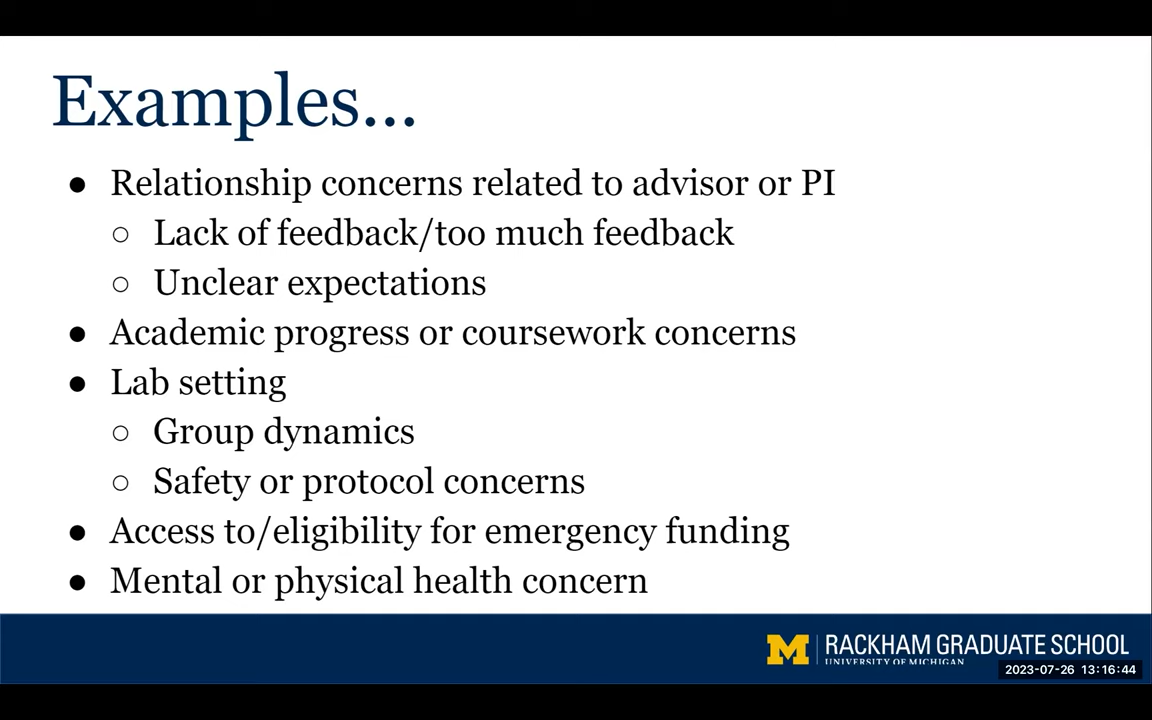 Examples...
● Relationship concerns related to advisor or PI
○ Lack of feedback/too much feedback
○ Unclear expectations
● Academic progress or coursework concerns
● Lab setting
○ Group dynamics
○ Safety or protocol concerns
● Access to/eligibility for emergency funding
● Mental or physical health concern
M RACKHAM GRADUATE SCHOOL
UNIVERSITY OF MICHIGAN
2023-07-26 13:16:44